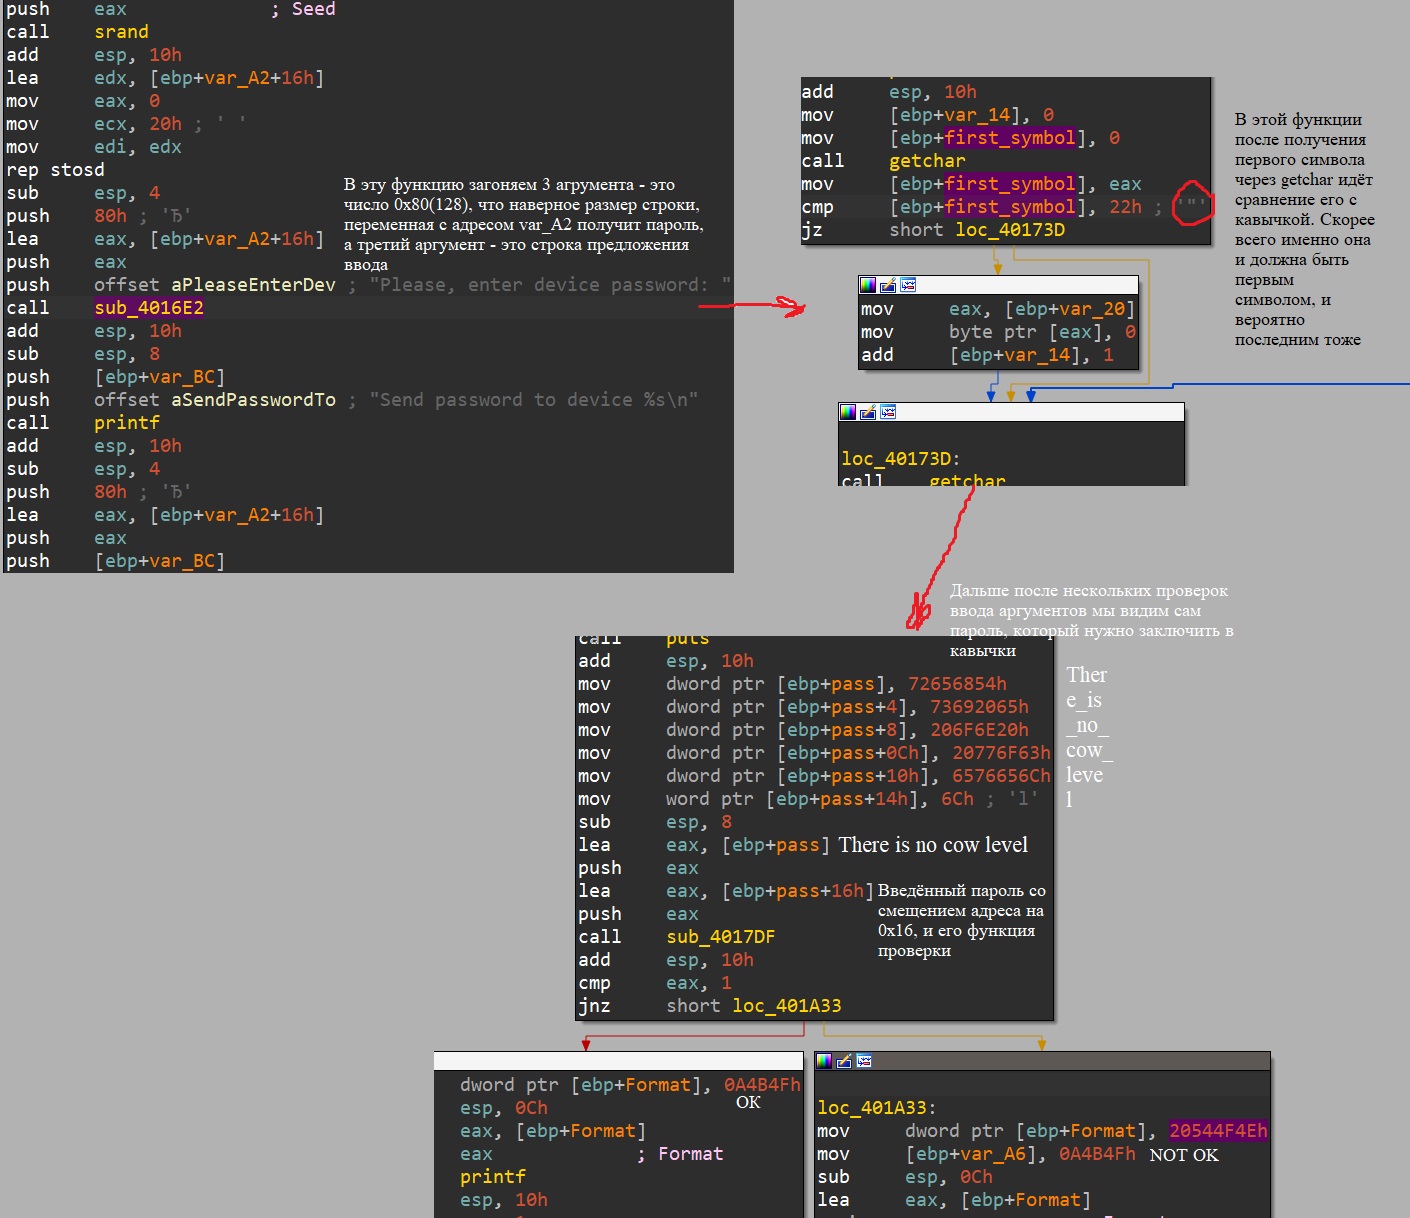 push eax ; Seed
call srand
add esp, 10h
lea edx, [ebp+var_A2+16h]
mov eax, 0
mov ecx, 20h ; ' '
mov edi, edx
rep stosd
sub esp, 4
push 80h ; 'Ђ'
lea eax, [ebp+var_A2+16h]
push eax
push offset aPleaseEnterDev ; "Please, enter device password: "
call sub_4016E2
add esp, 10h
sub esp, 8
push [ebp+var_BC]
push offset aSendPasswordTo ; "Send password to device %s\n"
call printf
add esp, 10h
sub esp, 4
push 80h ; 'Ђ'
lea eax, [ebp+var_A2+16h]
push eax
push [ebp+var_BC]
В эту функцию загоняем 3 агрумента - это
число 0x80(128), что наверное размер строки,
переменная с адресом var_A2 получит пароль,
а третий аргумент - это строка предложения
ввода
add esp, 10h
mov [ebp+var_14], 0
mov [ebp+first_symbol], 0
call getchar
mov [ebp+first_symbol], eax
cmp [ebp+first_symbol], 22h ; '"'
jz short loc_40173D
В этой функции
после получения
первого символа
через getchar идёт
сравнение его с
кавычкой. Скорее
всего именно она
и должна быть
первым
символом, и
вероятно
последним тоже
mov eax, [ebp+var_20]
mov byte ptr [eax], 0
add [ebp+var_14], 1
loc_40173D:
call getchar
Дальше после нескольких проверок
ввода аргументов мы видим сам
пароль, который нужно заключить в
кавычки
call puts
add esp, 10h
mov dword ptr [ebp+pass], 72656854h
mov dword ptr [ebp+pass+4], 73692065h
mov dword ptr [ebp+pass+8], 206F6E20h
mov dword ptr [ebp+pass+0Ch], 20776F63h
mov dword ptr [ebp+pass+10h], 6576656Ch
mov word ptr [ebp+pass+14h], 6Ch ; 'l'
sub esp, 8
lea eax, [ebp+pass] There is no cow level
push eax
lea eax, [ebp+pass+16h]
push eax
call sub_4017DF
add esp, 10h
cmp eax, 1
jnz short loc_401A33
Ther
e_is
_no_
cow_
leve
l
Введённый пароль со
смещением адреса на
0x16, и его функция
проверки
dword ptr [ebp+Format], 0A4B4Fh
OK
esp, 0Ch
eax, [ebp+Format]
eax ; Format
printf
esp, 10h
loc_401A33:
mov dword ptr [ebp+Format], 20544F4Eh
mov [ebp+var_A6], 0A4B4Fh NOT OK
sub esp, 0Ch
lea eax, [ebp+Format]